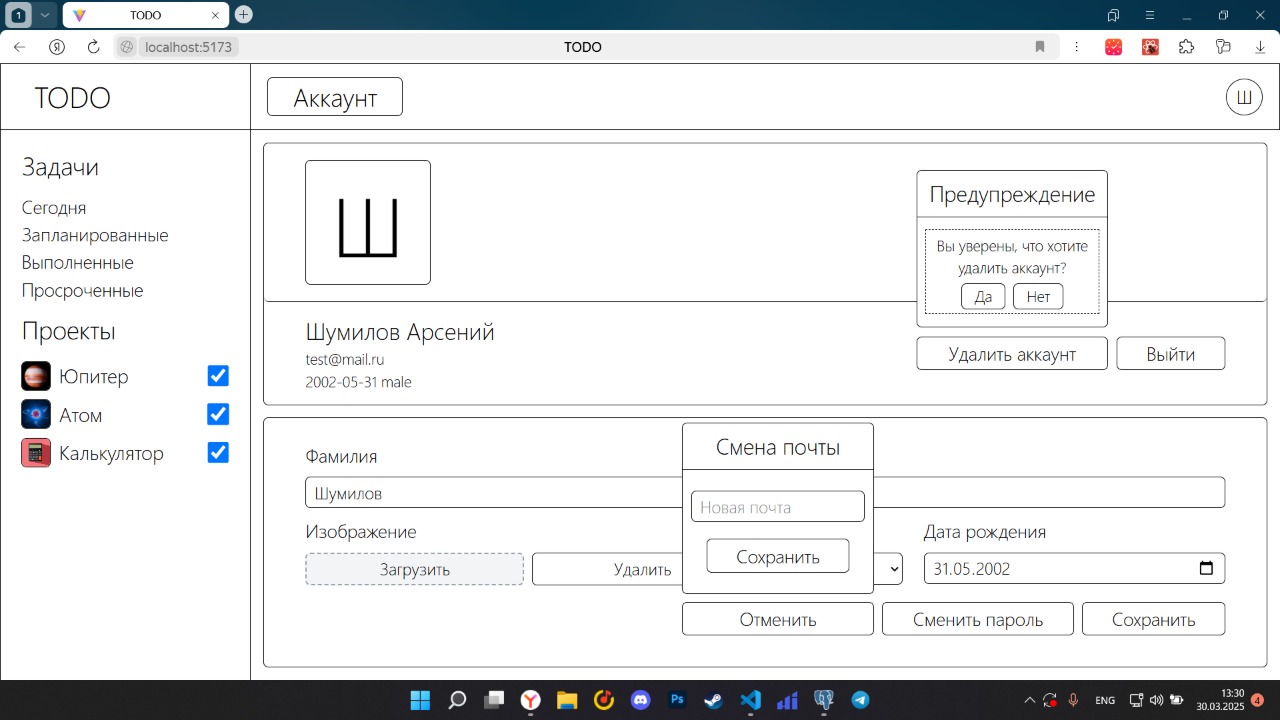 1
TODO
Я
localhost:5173
TODO
TODO
Аккаунт
Ш
Задачи
Сегодня
Запланированные
Выполненные
Просроченные
Проекты
Юпитер
Атом
Калькулятор
Ш
Предупреждение
Вы уверены, что хотите
удалить аккаунт?
Да
Нет
Шумилов Арсений
test@mail.ru
2002-05-31 male
Удалить аккаунт
Выйти
Фамилия
Шумилов
Смена почты
Новая почта
Сохранить
Изображение
Загрузить
Удалить
Дата рождения
31.05.2002
Отменить
Сменить пароль
Сохранить
Y
Ps
ENG
13:30
30.03.2025
4